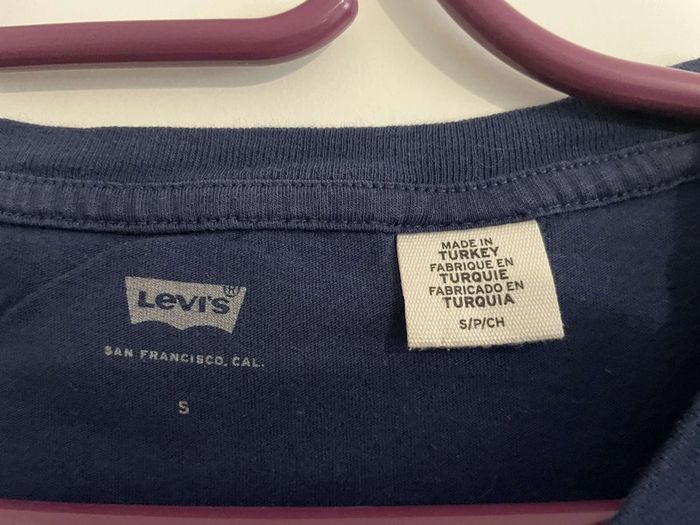 Levi's®
SAN FRANCISCO, CAL.
S
MADE IN
TURKEY
FABRIQUE EN
TURQUIE
FABRICADO EN
TURQUIA
S/P/CH